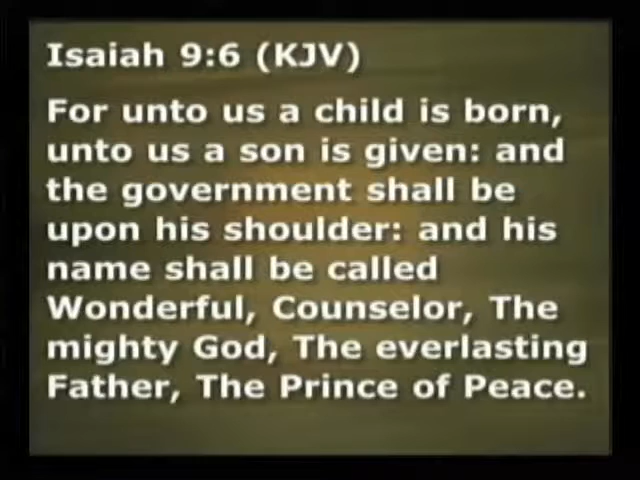 Isaiah 9:6 (KJV)
For unto us a child is born,
unto us a son is given: and
the government shall be
upon his shoulder: and his
name shall be called
Wonderful, Counselor, The
mighty God, The everlasting
Father, The Prince of Peace.